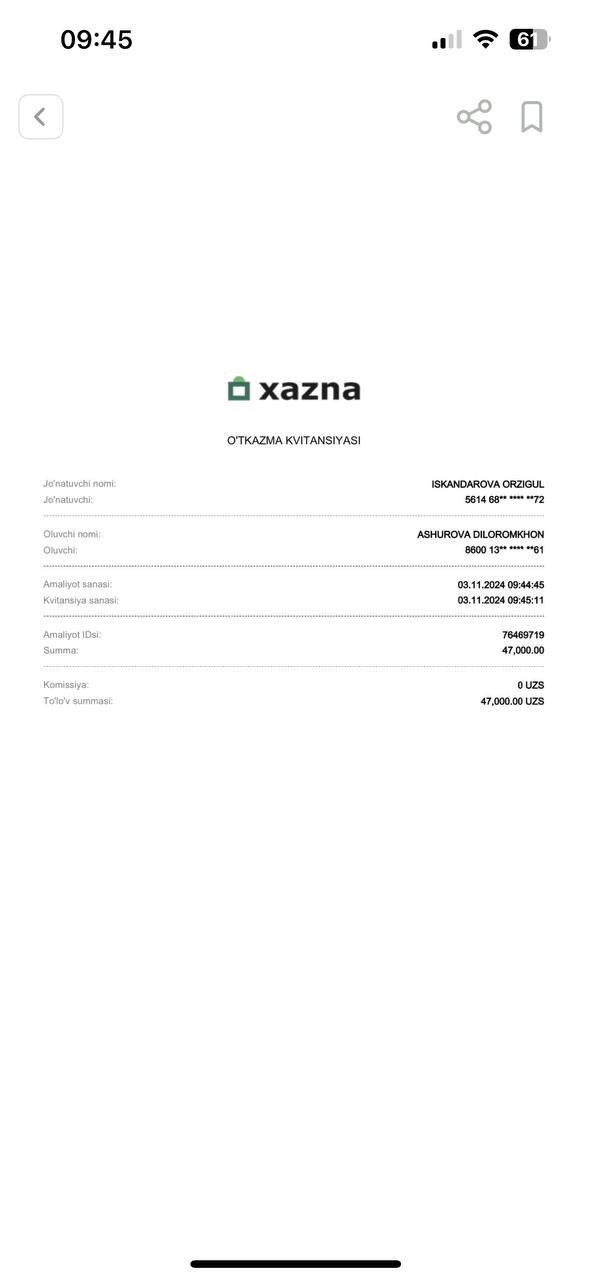 09:45
61
xazna
O'TKAZMA KVITANSIYASI
Jo'natuvchi nomi: ISKANDAROVA ORZIGUL
Jo'natuvchi: 5614 68** **** **72
Oluvchi nomi: ASHUROVA DILOROMKHON
Oluvchi: 8600 13** **** **61
Amaliyot sanasi: 03.11.2024 09:44:45
Kvitansiya sanasi: 03.11.2024 09:45:11
Amaliyot IDsi: 76469719
Summa: 47,000.00
Komissiya: 0 UZS
To'lo'v summasi: 47,000.00 UZS